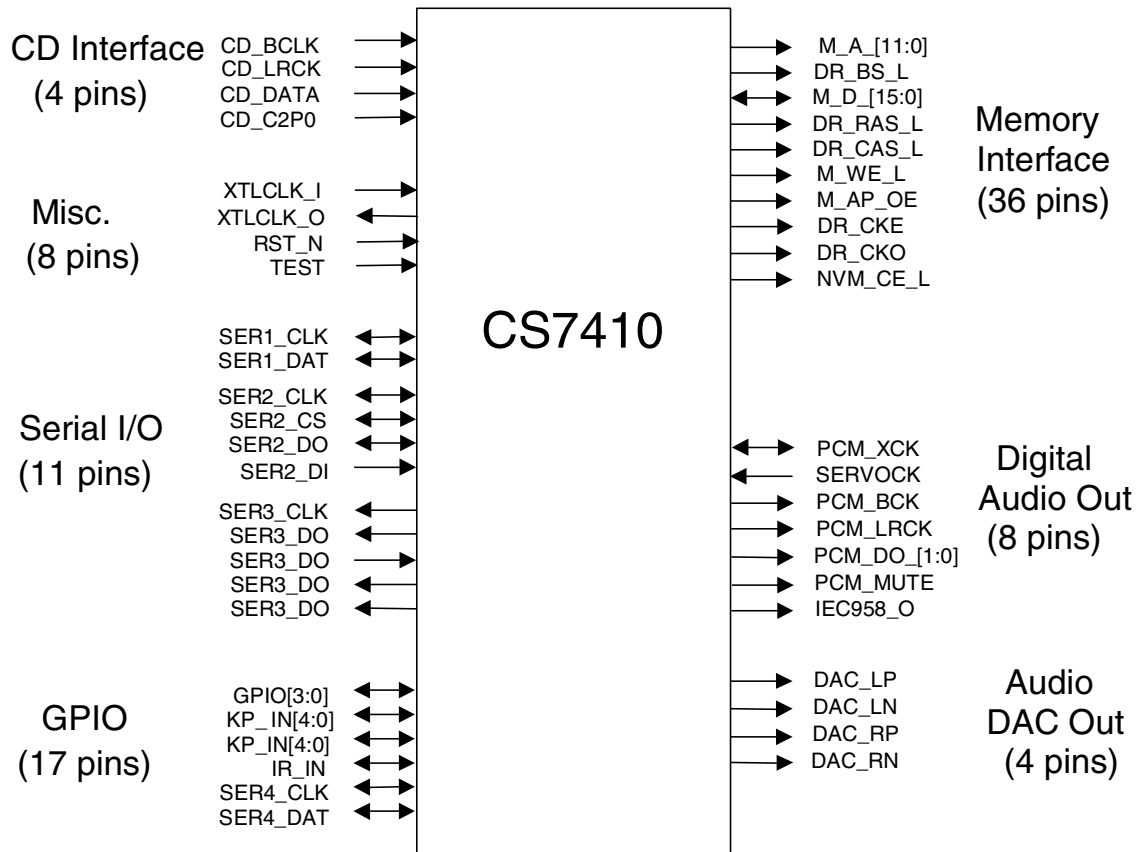 CD Interface
(4 pins)
CD_BCLK
CD_LRCK
CD_DATA
CD_C2P0
Misc.
(8 pins)
XTLCLK_I
XTLCLK_O
RST_N
TEST
Serial I/O
(11 pins)
SER1_CLK
SER1_DAT
SER2_CLK
SER2_CS
SER2_DO
SER2_DI
SER3_CLK
SER3_DO
SER3_DO
SER3_DO
SER3_DO
GPIO
(17 pins)
GPIO[3:0]
KP_IN[4:0]
KP_IN[4:0]
IR_IN
SER4_CLK
SER4_DAT
CS7410
M_A_[11:0]
DR_BS_L
M_D_[15:0]
DR_RAS_L
DR_CAS_L
M_WE_L
M_AP_OE
DR_CKE
DR_CKO
NVM_CE_L
Memory
Interface
(36 pins)
PCM_XCK
SERVOCK
PCM_BCK
PCM_LRCK
PCM_DO_[1:0]
PCM_MUTE
IEC958_O
Digital
Audio Out
(8 pins)
DAC_LP
DAC_LN
DAC_RP
DAC_RN
Audio
DAC Out
(4 pins)